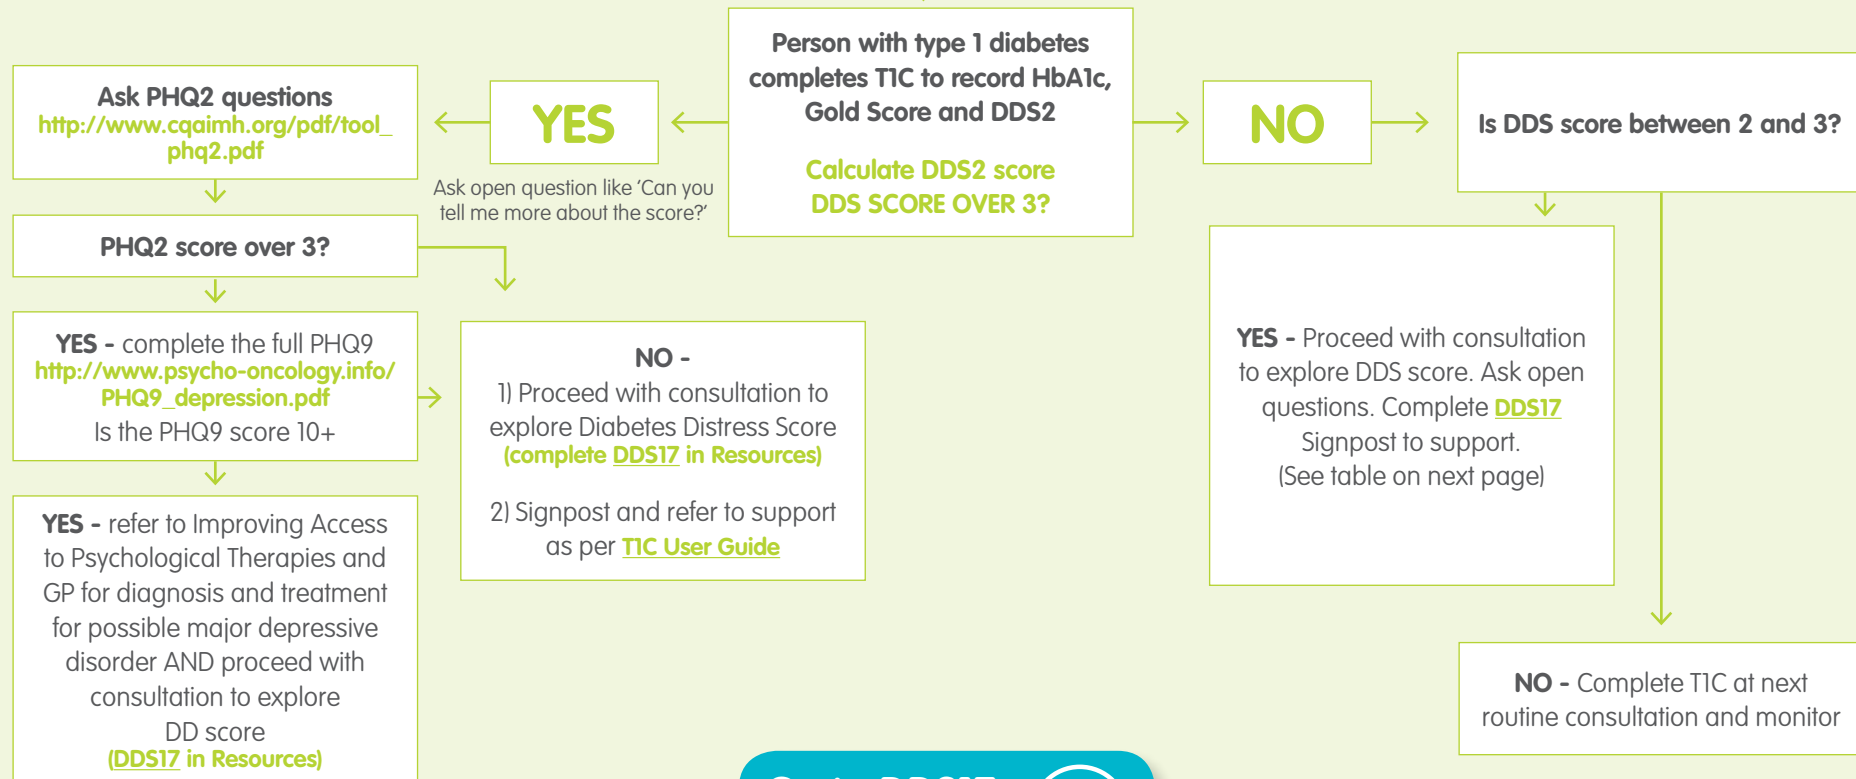 Person with type 1 diabetes
completes T1C to record HbA1c,
Gold Score and DDS2
Calculate DDS2 score
DDS SCORE OVER 3?
YES
Ask open question like 'Can you
tell me more about the score?'
Ask PHQ2 questions
http://www.cqaimh.org/pdf/tool_
phq2.pdf
PHQ2 score over 3?
YES - complete the full PHQ9
http://www.psycho-oncology.info/
PHQ9_depression.pdf
Is the PHQ9 score 10+
YES - refer to Improving Access
to Psychological Therapies and
GP for diagnosis and treatment
for possible major depressive
disorder AND proceed with
consultation to explore
DD score
(DDS17 in Resources)
NO -
1) Proceed with consultation to
explore Diabetes Distress Score
(complete DDS17 in Resources)
2) Signpost and refer to support
as per T1C User Guide
NO
Is DDS score between 2 and 3?
YES - Proceed with consultation
to explore DDS score. Ask open
questions. Complete DDS17
Signpost to support.
(See table on next page)
NO - Complete T1C at next
routine consultation and monitor